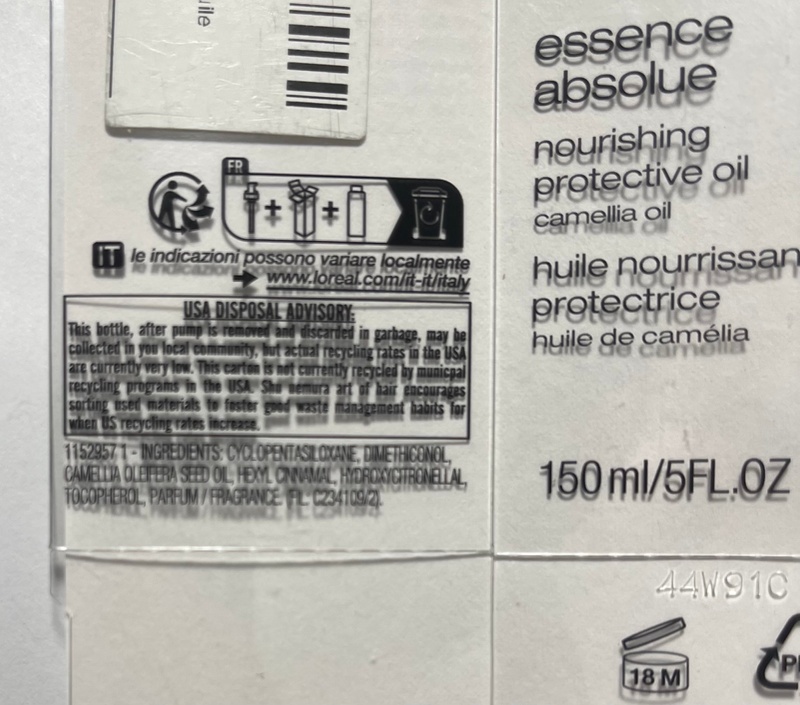 uile
FR
IT le indicazioni possono variare localmente
www.loreal.com/it-it/italy
USA DISPOSAL ADVISORY:
This bottle, after pump is removed and discarded in garbage, may be
collected in you local community, but actual recycling rates in the USA
are currently very low. This carton is not currently recycled by municpal
recycling programs in the USA. Shu uemura art of hair encourages
sorting used materials to foster good waste management habits for
when US recycling rates increase.
1152957 1 - INGREDIENTS: CYCLOPENTASILOXANE, DIMETHICONOL,
CAMELLIA OLEIFERA SEED OIL, HEXYL CINNAMAL, HYDROXYCITRONELLAL,
TOCOPHEROL, PARFUM / FRAGRANCE. (FIL. C234109/2).
essence
absolue
nourishing
protective oil
camellia oil
huile nourrissan
protectrice
huile de camélia
150 ml/5FL.OZ
44W91C
18 M